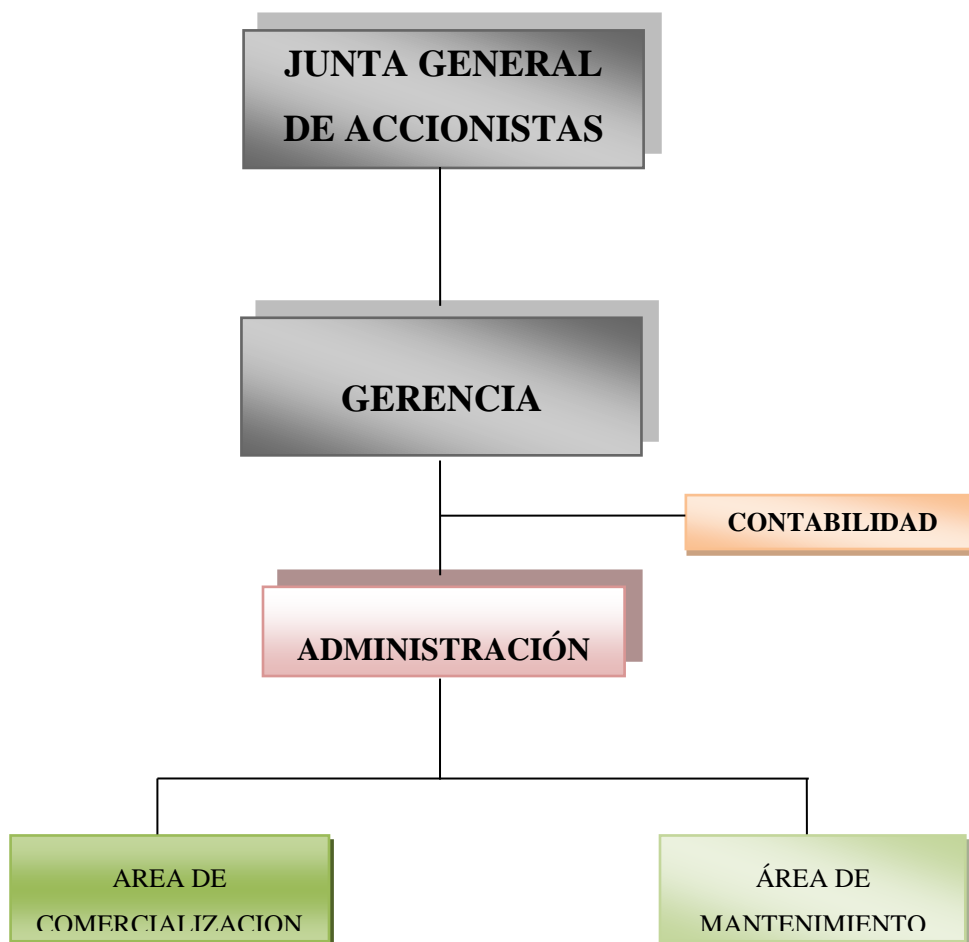 JUNTA GENERAL
DE ACCIONISTAS
GERENCIA
CONTABILIDAD
ADMINISTRACIÓN
AREA DE
COMERCIALIZACION
ÁREA DE
MANTENIMIENTO